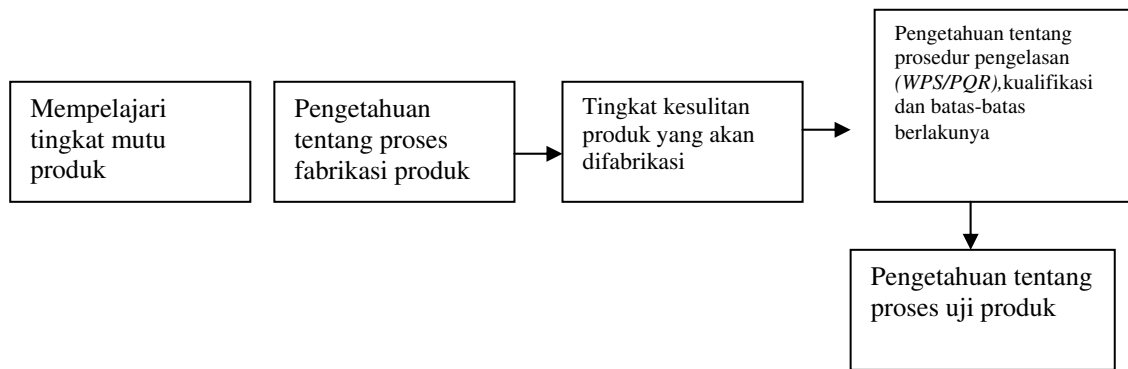 Mempelajari
tingkat mutu
produk
Pengetahuan
tentang proses
fabrikasi produk
Tingkat kesulitan
produk yang akan
difabrikasi
Pengetahuan tentang
prosedur pengelasan
(WPS/PQR),kualifikasi
dan batas-batas
berlakunya
Pengetahuan tentang
proses uji produk